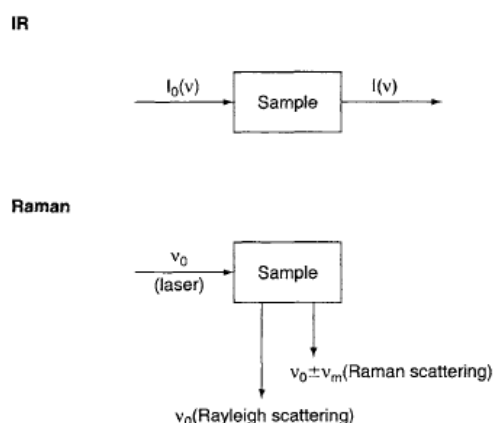 IR
I₀(ν)
Sample
I(ν)
Raman
ν₀
(laser)
Sample
ν₀±νₘ(Raman scattering)
ν₀(Rayleigh scattering)